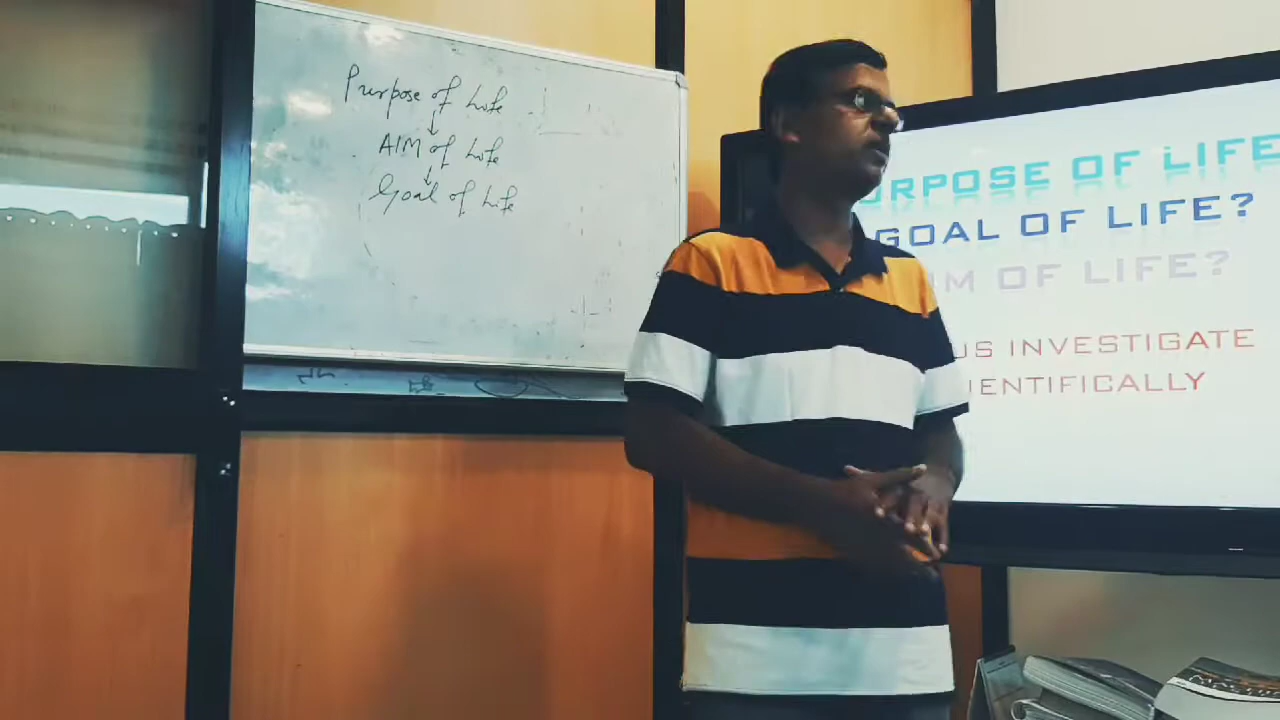 Purpose of Life
↓
AIM of Life
↓
Goal of Life
URPOSE OF LIFE
GOAL OF LIFE?
IM OF LIFE?
US INVESTIGATE
IENTIFICALLY